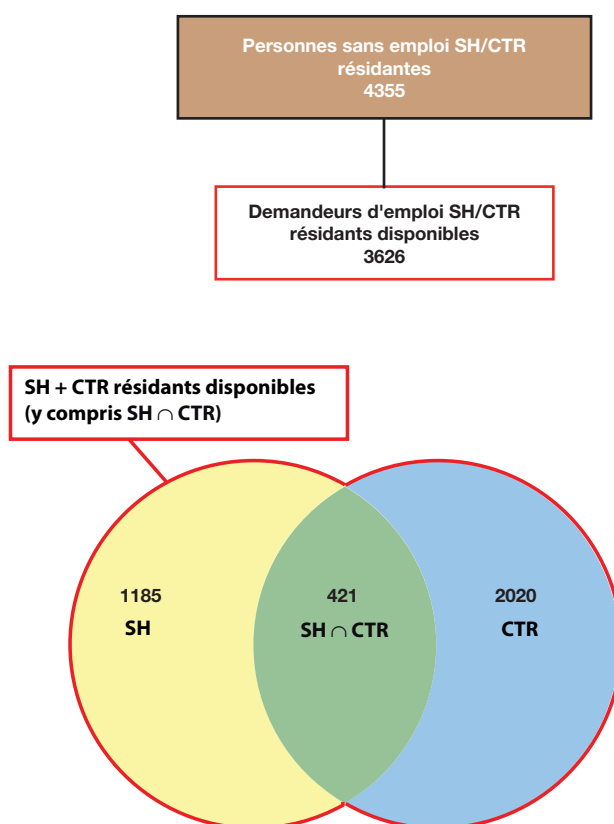 Personnes sans emploi SH/CTR
résidantes
4355
Demandeurs d'emploi SH/CTR
résidants disponibles
3626
SH + CTR résidants disponibles
(y compris SH ∩ CTR)
1185
SH
421
SH ∩ CTR
2020
CTR